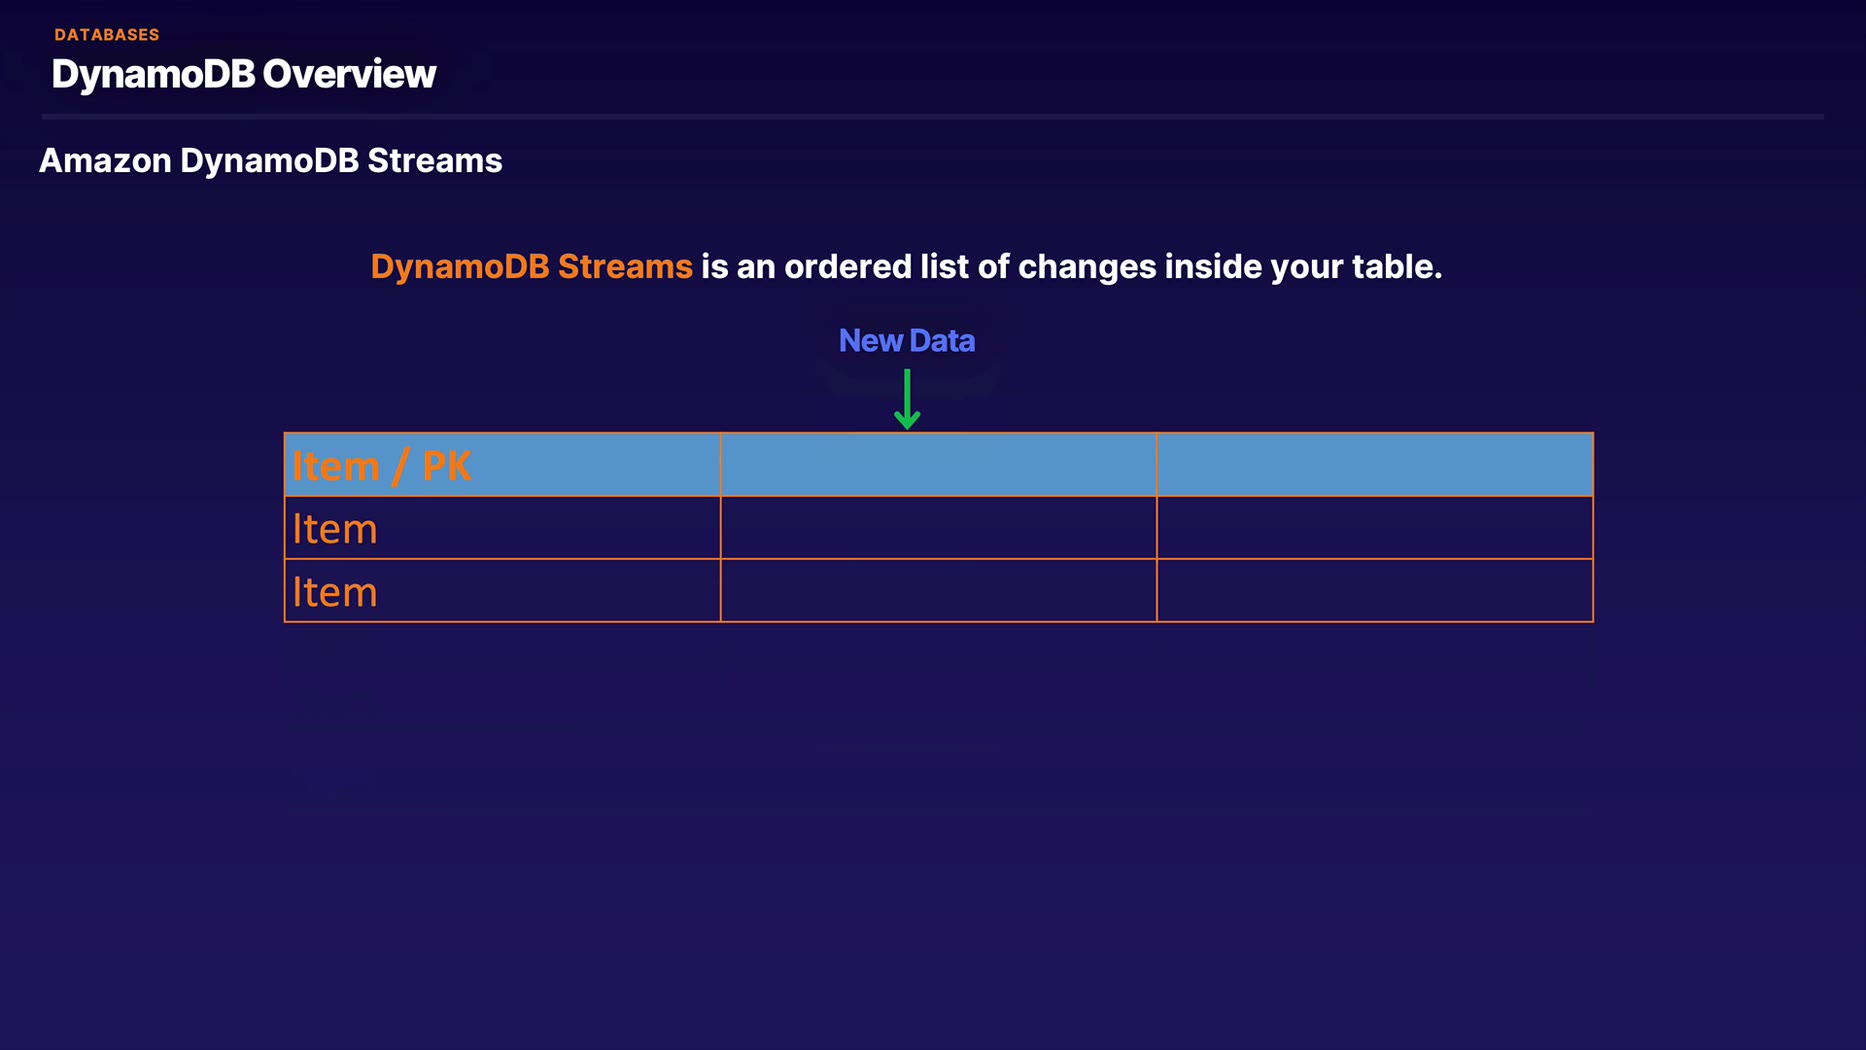 DATABASES
DynamoDB Overview
Amazon DynamoDB Streams
DynamoDB Streams is an ordered list of changes inside your table.
New Data
Item / PK
Item
Item